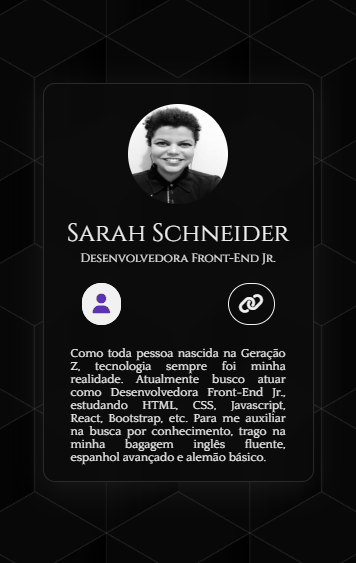 Sarah Schneider
Desenvolvedora Front-End Jr.
Como toda pessoa nascida na Geração
Z, tecnologia sempre foi minha
realidade. Atualmente busco atuar
como Desenvolvedora Front-End Jr.,
estudando HTML, CSS, Javascript,
React, Bootstrap, etc. Para me auxiliar
na busca por conhecimento, trago na
minha bagagem inglês fluente,
espanhol avançado e alemão básico.